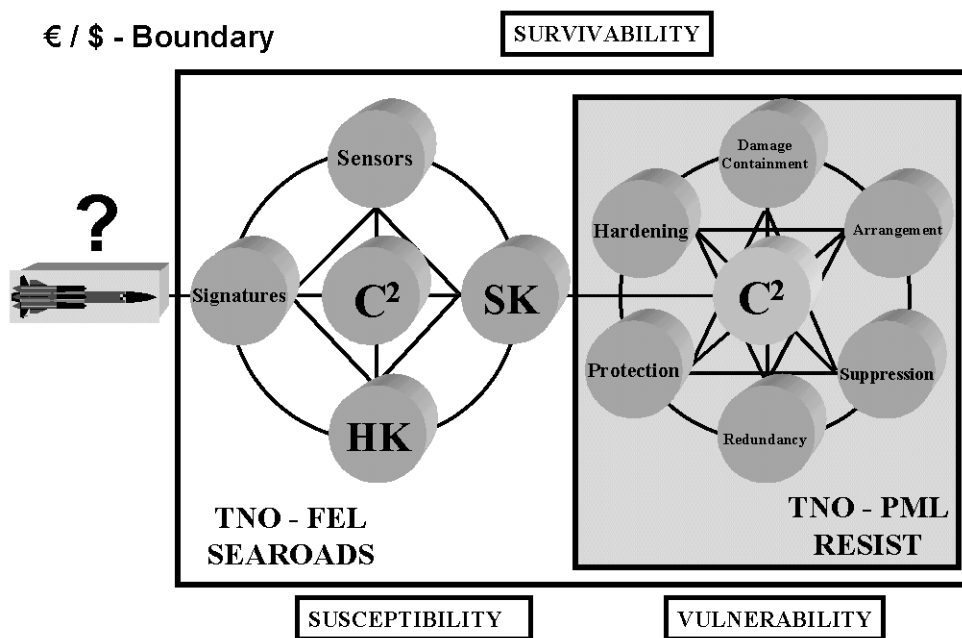 € / $ - Boundary
SURVIVABILITY
Sensors
Damage
Containment
?
Hardening
Arrangement
Signatures
C²
SK
C²
Protection
Suppression
HK
Redundancy
TNO - FEL
SEAROADS
TNO - PML
RESIST
SUSCEPTIBILITY
VULNERABILITY